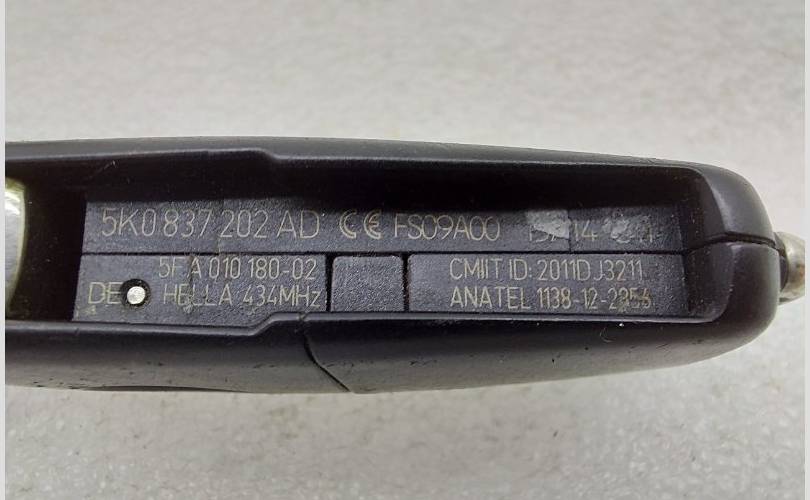 5K0 837 202 AD CE FS09A00
5FA 010 180-02
DE HELLA 434MHz
CMIIT ID: 2011DJ3211
ANATEL 1138-12-2856